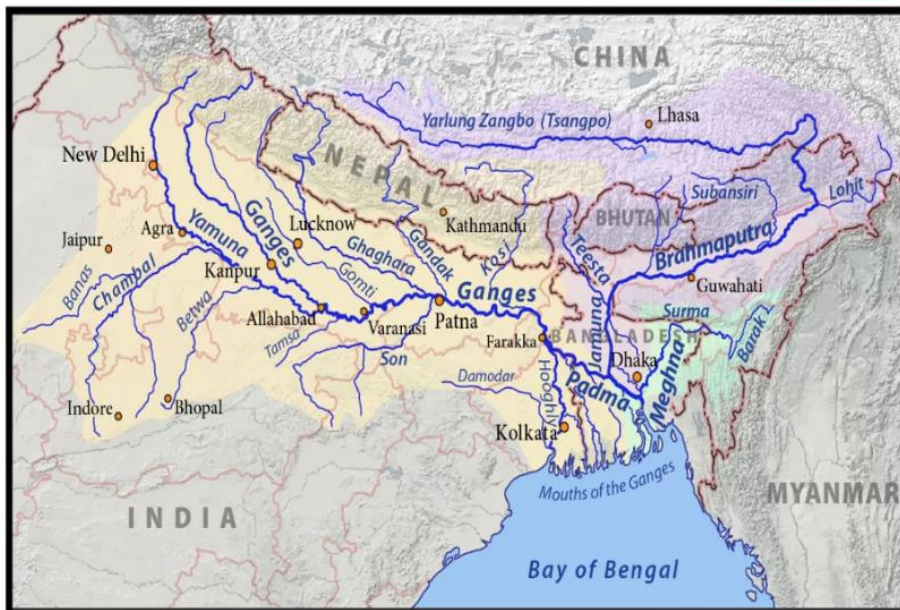 CHINA
Yarlung Zangbo (Tsangpo)
Lhasa
New Delhi
NEPAL
Subansiri
Lohit
BHUTAN
Kathmandu
Agra
Yamuna
Ganges
Lucknow
Ghaghara
Gandak
Kosi
Teesta
Brahmaputra
Jaipur
Banas
Chambal
Kanpur
Gomti
Ganges
Guwahati
Betwa
Allahabad
Varanasi
Patna
Jamuna
Surma
Tamsa
Son
Farakka
BANGLADESH
Barak
Dhaka
Meghna
Damodar
Hooghly
Padma
Indore
Bhopal
Kolkata
Mouths of the Ganges
INDIA
MYANMAR
Bay of Bengal